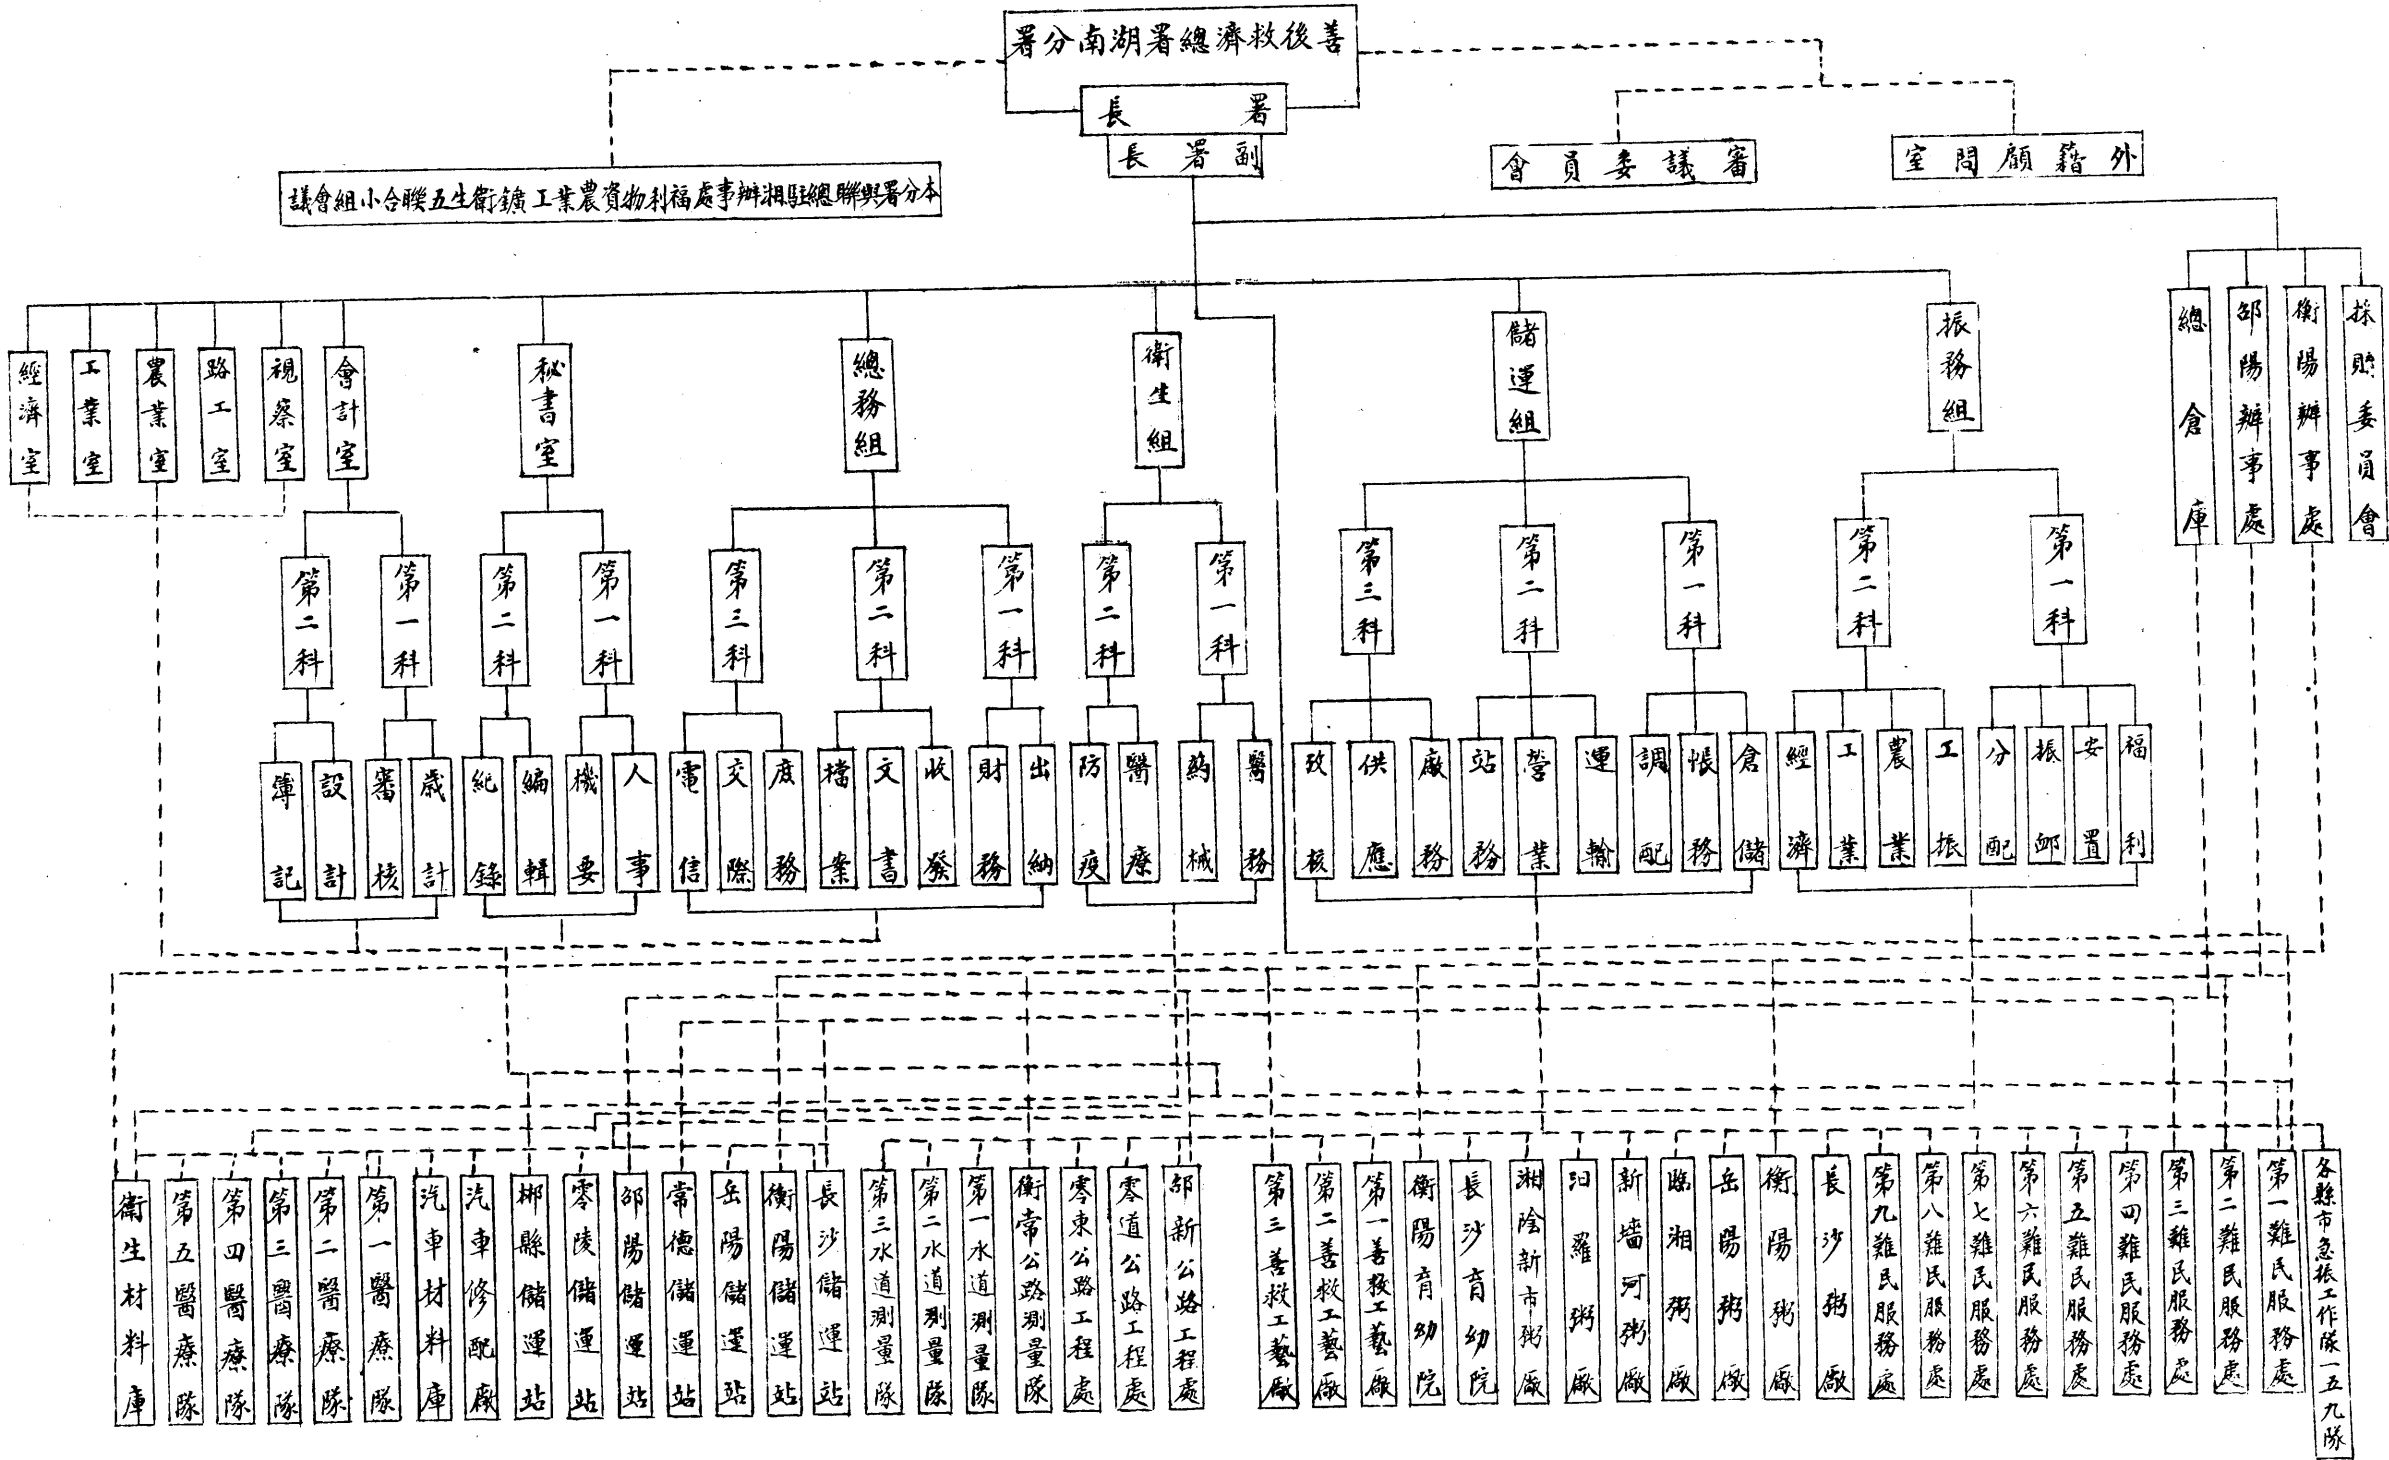 善後救濟總署湖南分署
署長
副署長
外籍顧問室
審議委員會
本分署與聯總駐湘辦事處福利物資農業工鑛衛生五聯合小組會議
採購委員會
衡陽辦事處
邵陽辦事處
總倉庫
振務組
儲運組
衛生組
總務組
秘書室
會計室
視察室
路工室
農業室
工業室
經濟室
第一科
第二科
第一科
第二科
第三科
第一科
第二科
第一科
第二科
第三科
第一科
第二科
第一科
第二科
福利
安置
振卹
分配
工振
農業
工業
經濟
倉儲
帳務
調配
運輸
營業
站務
廠務
供應
攷核
醫務
藥械
醫療
防疫
出納
財務
收發
文書
檔案
庶務
交際
電信
人事
機要
編輯
紀錄
歲計
審核
設計
簿記
各縣市急振工作隊一五九隊
第一難民服務處
第二難民服務處
第三難民服務處
第四難民服務處
第五難民服務處
第六難民服務處
第七難民服務處
第八難民服務處
第九難民服務處
長沙粥廠
衡陽粥廠
岳陽粥廠
臨湘粥廠
新墻河粥廠
汨羅粥廠
湘陰新市粥廠
長沙育幼院
衡陽育幼院
第一善救工藝廠
第二善救工藝廠
第三善救工藝廠
邵新公路工程處
零道公路工程處
零東公路工程處
衡常公路測量隊
第一水道測量隊
第二水道測量隊
第三水道測量隊
長沙儲運站
衡陽儲運站
岳陽儲運站
常德儲運站
邵陽儲運站
零陵儲運站
郴縣儲運站
汽車修配廠
汽車材料庫
第一醫療隊
第二醫療隊
第三醫療隊
第四醫療隊
第五醫療隊
衛生材料庫